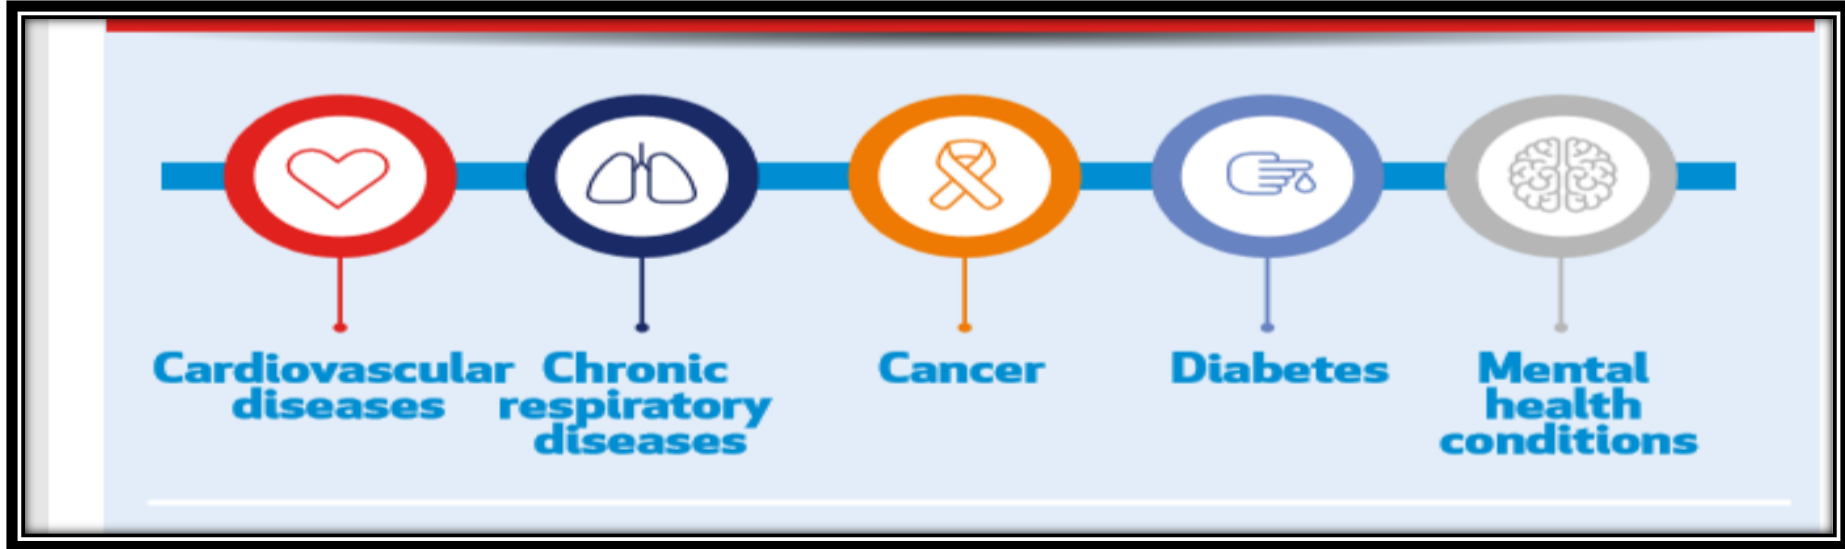 Cardiovascular
diseases
Chronic
respiratory
diseases
Cancer
Diabetes
Mental
health
conditions